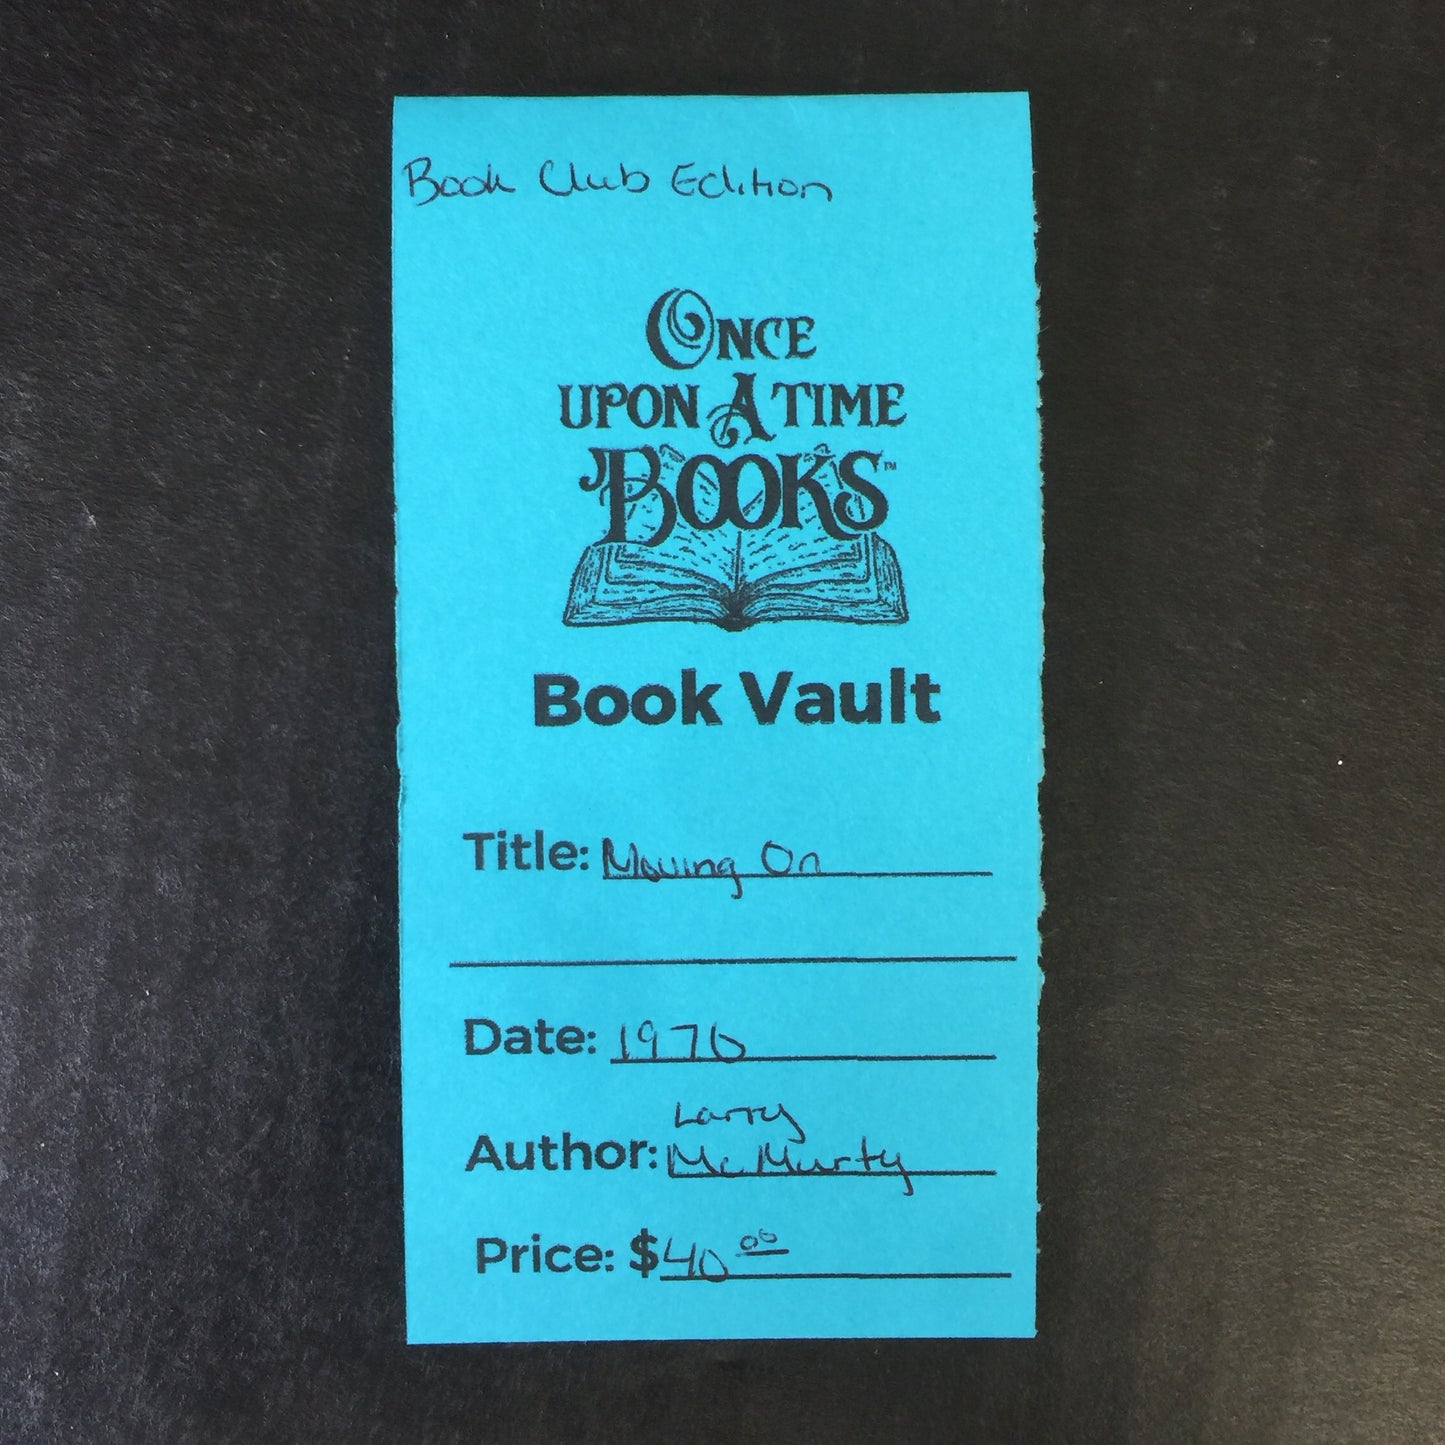 Book Club Edition
ONCE
UPON A TIME
BOOKS™
Book Vault
Title: Moving On
Date: 1970
Larry
Author: McMurty
Price: $40 00